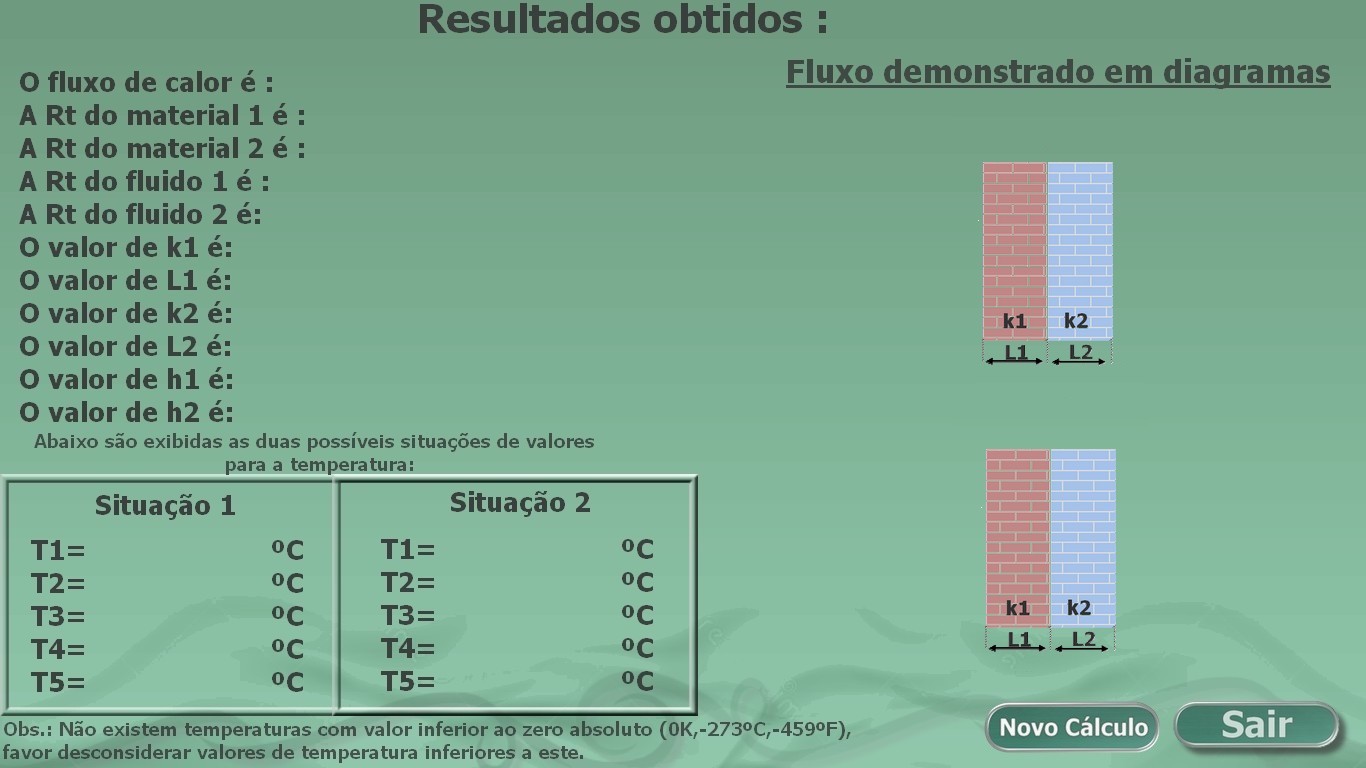 Resultados obtidos :
Fluxo demonstrado em diagramas
O fluxo de calor é :
A Rt do material 1 é :
A Rt do material 2 é :
A Rt do fluido 1 é :
A Rt do fluido 2 é:
O valor de k1 é:
O valor de L1 é:
O valor de k2 é:
O valor de L2 é:
O valor de h1 é:
O valor de h2 é:
k1 k2
L1 L2
Abaixo são exibidas as duas possíveis situações de valores
para a temperatura:
Situação 1
T1= ºC
T2= ºC
T3= ºC
T4= ºC
T5= ºC
Situação 2
T1= ºC
T2= ºC
T3= ºC
T4= ºC
T5= ºC
k1 k2
L1 L2
Obs.: Não existem temperaturas com valor inferior ao zero absoluto (0K,-273ºC,-459ºF),
favor desconsiderar valores de temperatura inferiores a este.
Novo Cálculo
Sair